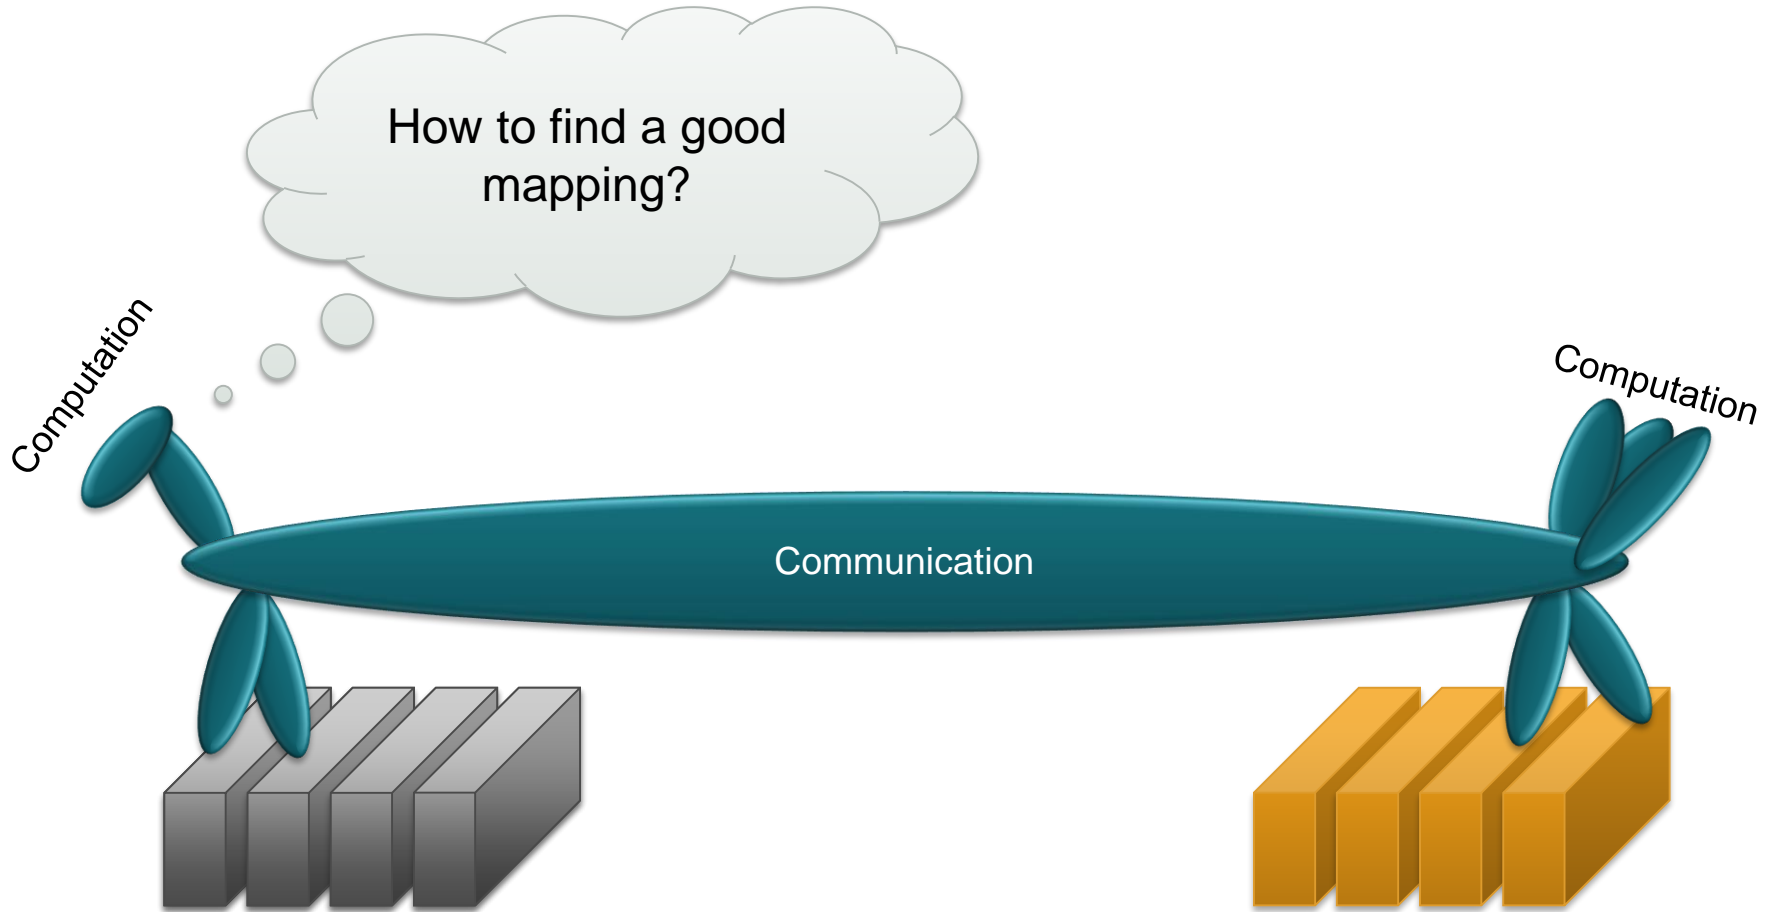 How to find a good
mapping?
Computation
Computation
Communication